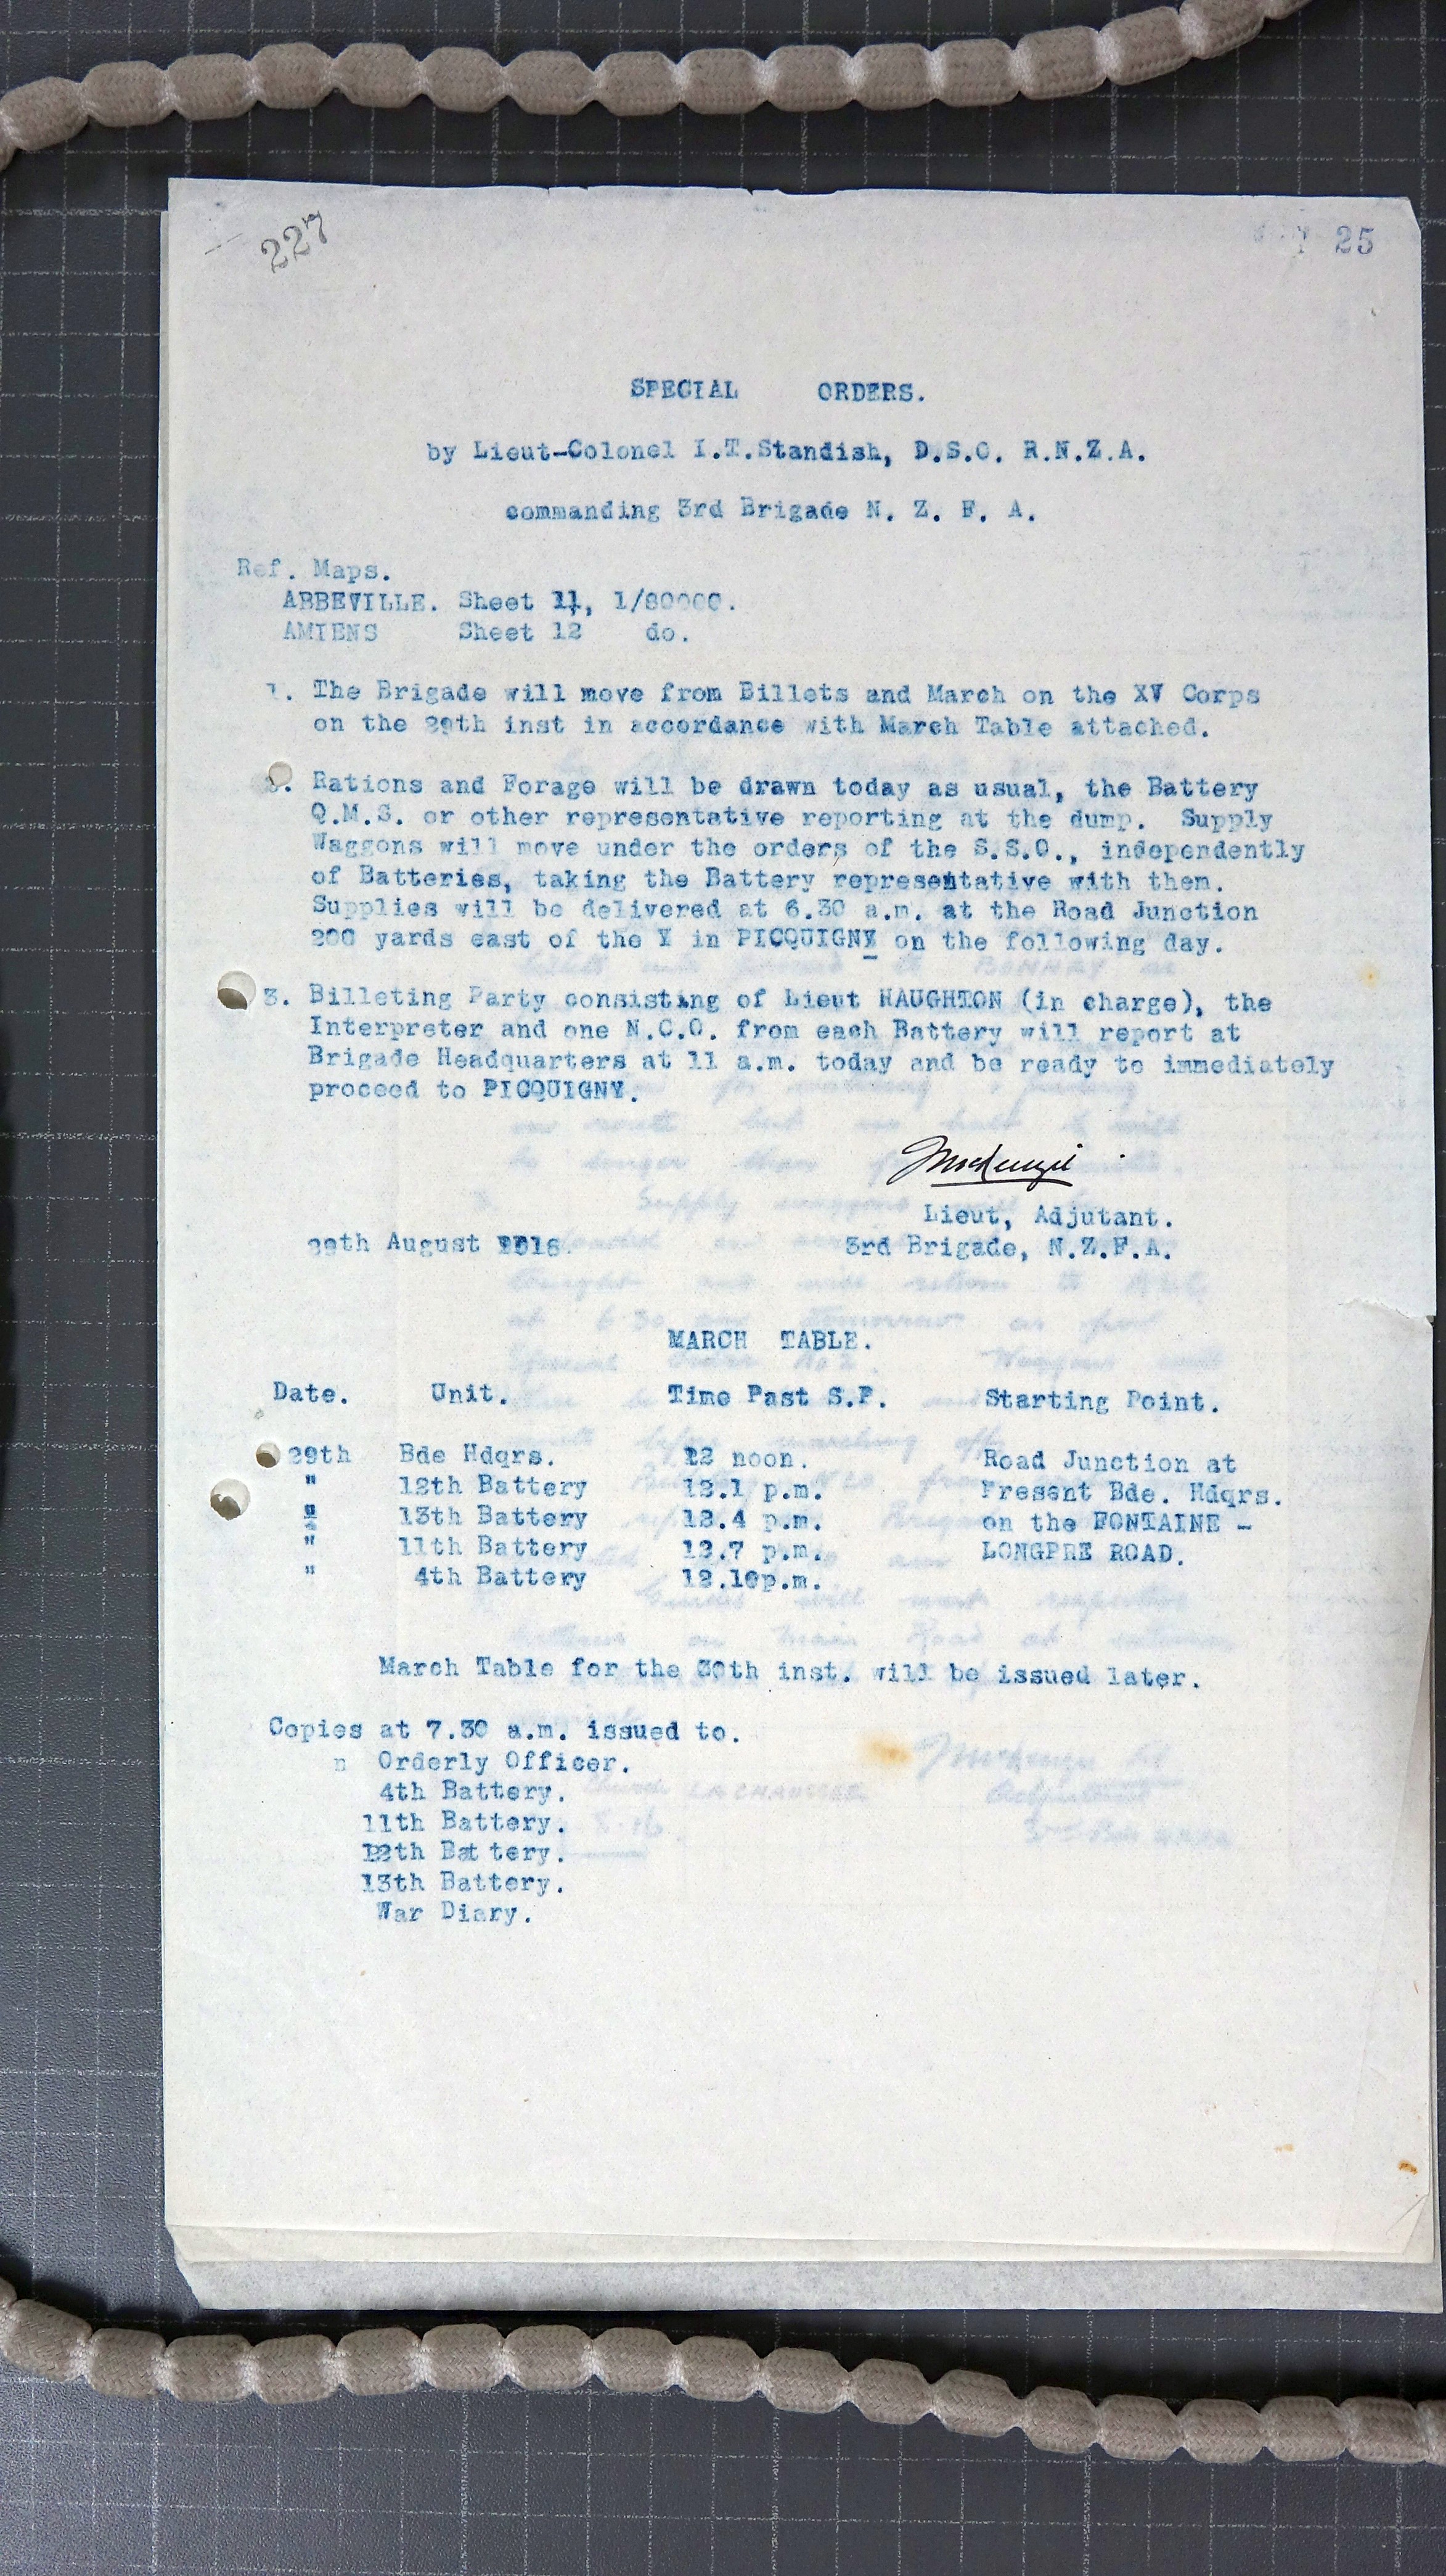 227
25
SPECIAL ORDERS.
by Lieut-Colonel I.T.Standish, D.S.O. R.N.Z.A.
commanding 3rd Brigade N. Z. F. A.
Ref. Maps.
ABBEVILLE. Sheet 11, 1/80000.
AMIENS Sheet 12 do.
1. The Brigade will move from Billets and March on the XV Corps
on the 29th inst in accordance with March Table attached.
2. Rations and Forage will be drawn today as usual, the Battery
Q.M.S. or other representative reporting at the dump. Supply
Waggons will move under the orders of the S.S.O., independently
of Batteries, taking the Battery representative with them.
Supplies will be delivered at 6.30 a.m. at the Road Junction
200 yards east of the Y in PICQUIGNY on the following day.
3. Billeting Party consisting of Lieut HAUGHTON (in charge), the
Interpreter and one N.C.O. from each Battery will report at
Brigade Headquarters at 11 a.m. today and be ready to immediately
proceed to PICQUIGNY.
McKenzie
Lieut, Adjutant.
29th August 1916. 3rd Brigade, N.Z.F.A.
MARCH TABLE.
Date. Unit. Time Past S.P. Starting Point.
29th Bde Hdqrs. 12 noon. Road Junction at
" 12th Battery 12.1 p.m. Present Bde. Hdqrs.
" 13th Battery 12.4 p.m. on the FONTAINE -
" 11th Battery 12.7 p.m. LONGPRE ROAD.
" 4th Battery 12.10p.m.
March Table for the 30th inst. will be issued later.
Copies at 7.30 a.m. issued to.
n Orderly Officer.
4th Battery.
11th Battery.
12th Bat tery.
13th Battery.
War Diary.